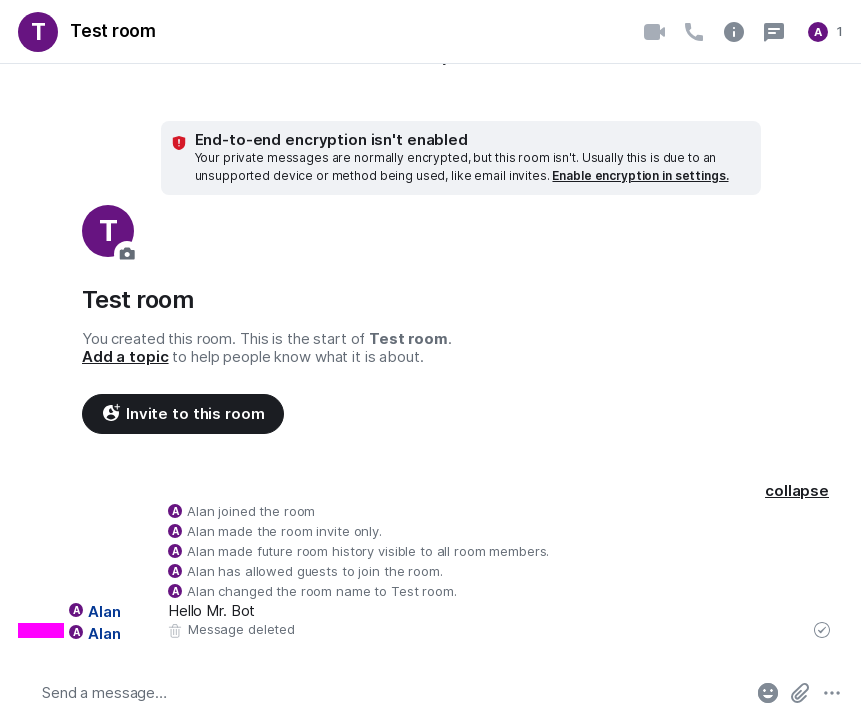 T Test room
A 1
End-to-end encryption isn't enabled
Your private messages are normally encrypted, but this room isn't. Usually this is due to an
unsupported device or method being used, like email invites. Enable encryption in settings.
T
Test room
You created this room. This is the start of Test room.
Add a topic to help people know what it is about.
Invite to this room
collapse
A Alan joined the room
A Alan made the room invite only.
A Alan made future room history visible to all room members.
A Alan has allowed guests to join the room.
A Alan changed the room name to Test room.
A Alan Hello Mr. Bot
A Alan Message deleted
Send a message…